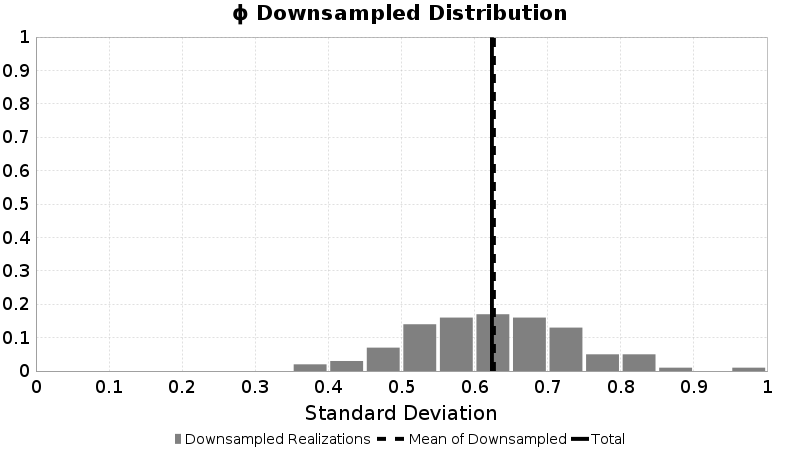 ϕ Downsampled Distribution
1
0.9
0.8
0.7
0.6
0.5
0.4
0.3
0.2
0.1
0
0 0.1 0.2 0.3 0.4 0.5 0.6 0.7 0.8 0.9 1
Standard Deviation
Downsampled Realizations Mean of Downsampled Total